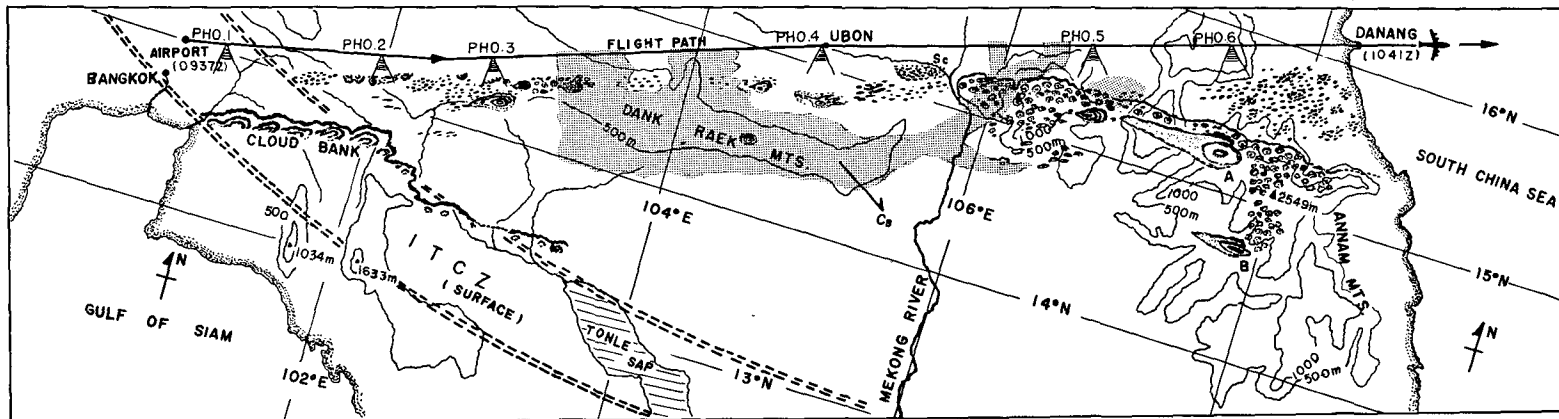 PHO.1
PHO.2
PHO.3
FLIGHT PATH
PHO.4
UBON
PHO.5
PHO.6
DANANG
(1041Z)
AIRPORT
(0937Z)
BANGKOK
Sc
16°N
CLOUD BANK
DANK RAEK MTS.
500m
1000
500m
A
SOUTH CHINA SEA
104°E
Cs
106°E
1000
500m
2549m
ANNAM MTS.
B
15°N
500
1034m
1633m
ITCZ
(SURFACE)
N
GULF OF SIAM
TONLE SAP
MEKONG RIVER
14°N
N
102°E
13°N
1000
500m